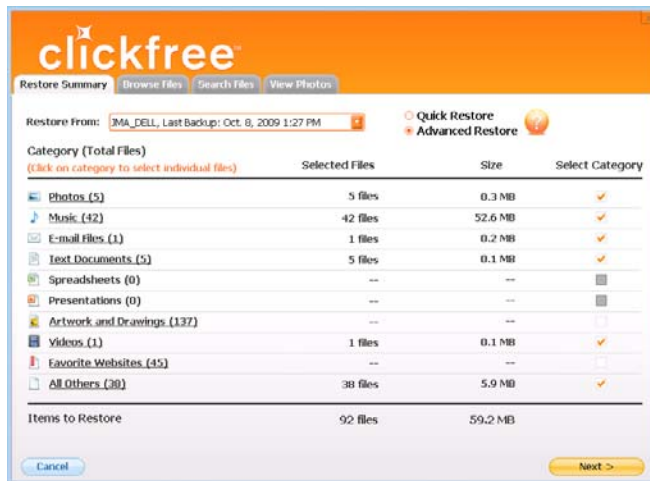 clickfree™
Restore Summary Browse Files Search Files View Photos
Restore From: JMA_DELL, Last Backup: Oct. 8, 2009 1:27 PM Quick Restore
Advanced Restore ?
Category (Total Files)
(Click on category to select individual files) Selected Files Size Select Category
Photos (5) 5 files 0.3 MB
Music (42) 42 files 52.6 MB
E-mail Files (1) 1 files 0.2 MB
Text Documents (5) 5 files 0.1 MB
Spreadsheets (0) -- --
Presentations (0) -- --
Artwork and Drawings (137) -- --
Videos (1) 1 files 0.1 MB
Favorite Websites (45) -- --
All Others (38) 38 files 5.9 MB
Items to Restore 92 files 59.2 MB
Cancel Next >